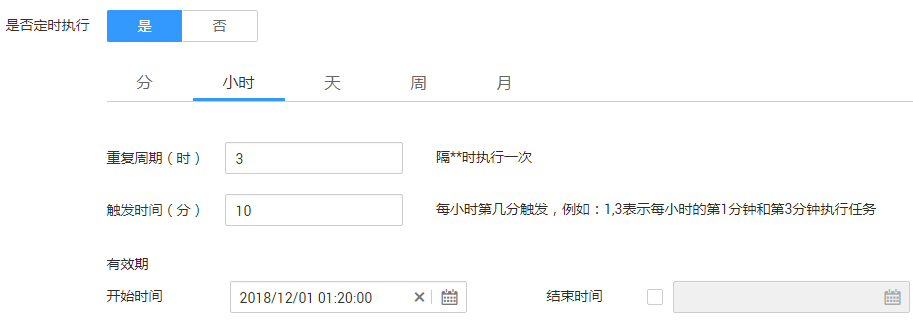 是否定时执行 是 否
分 小时 天 周 月
重复周期（时） 3 隔**时执行一次
触发时间（分） 10 每小时第几分触发，例如：1,3表示每小时的第1分钟和第3分钟执行任务
有效期
开始时间 2018/12/01 01:20:00 结束时间